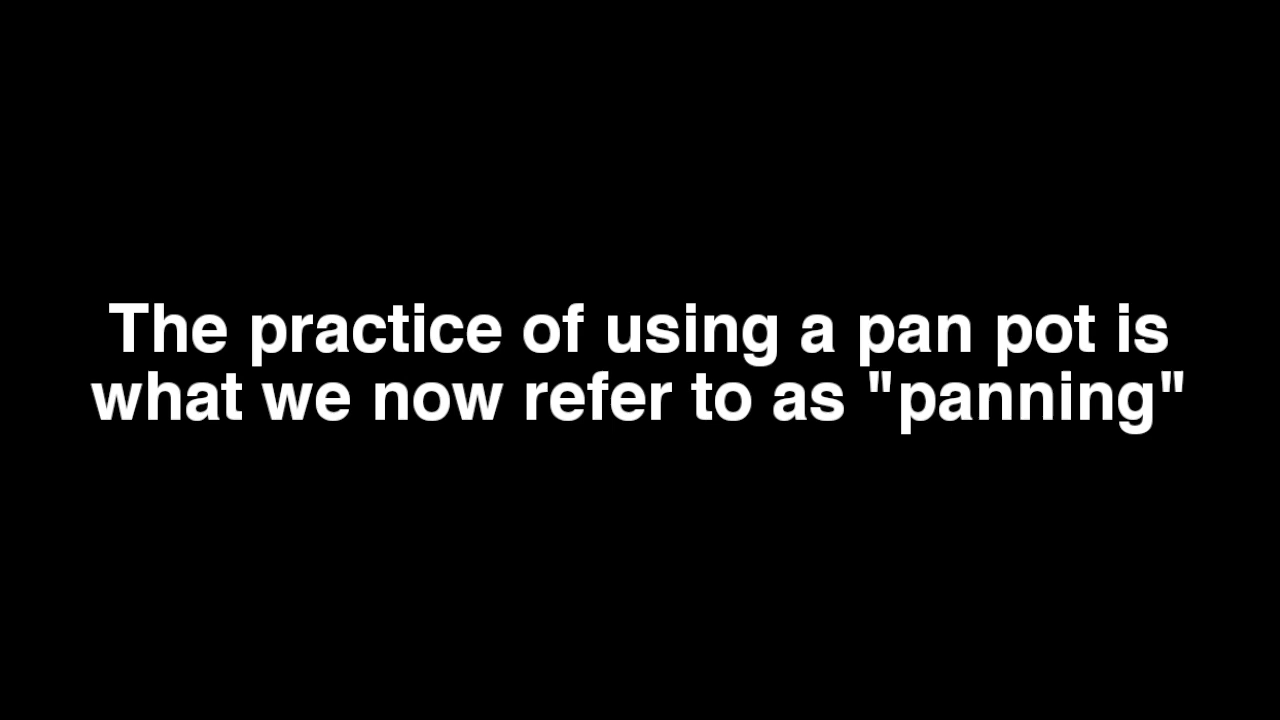 The practice of using a pan pot is
what we now refer to as "panning"